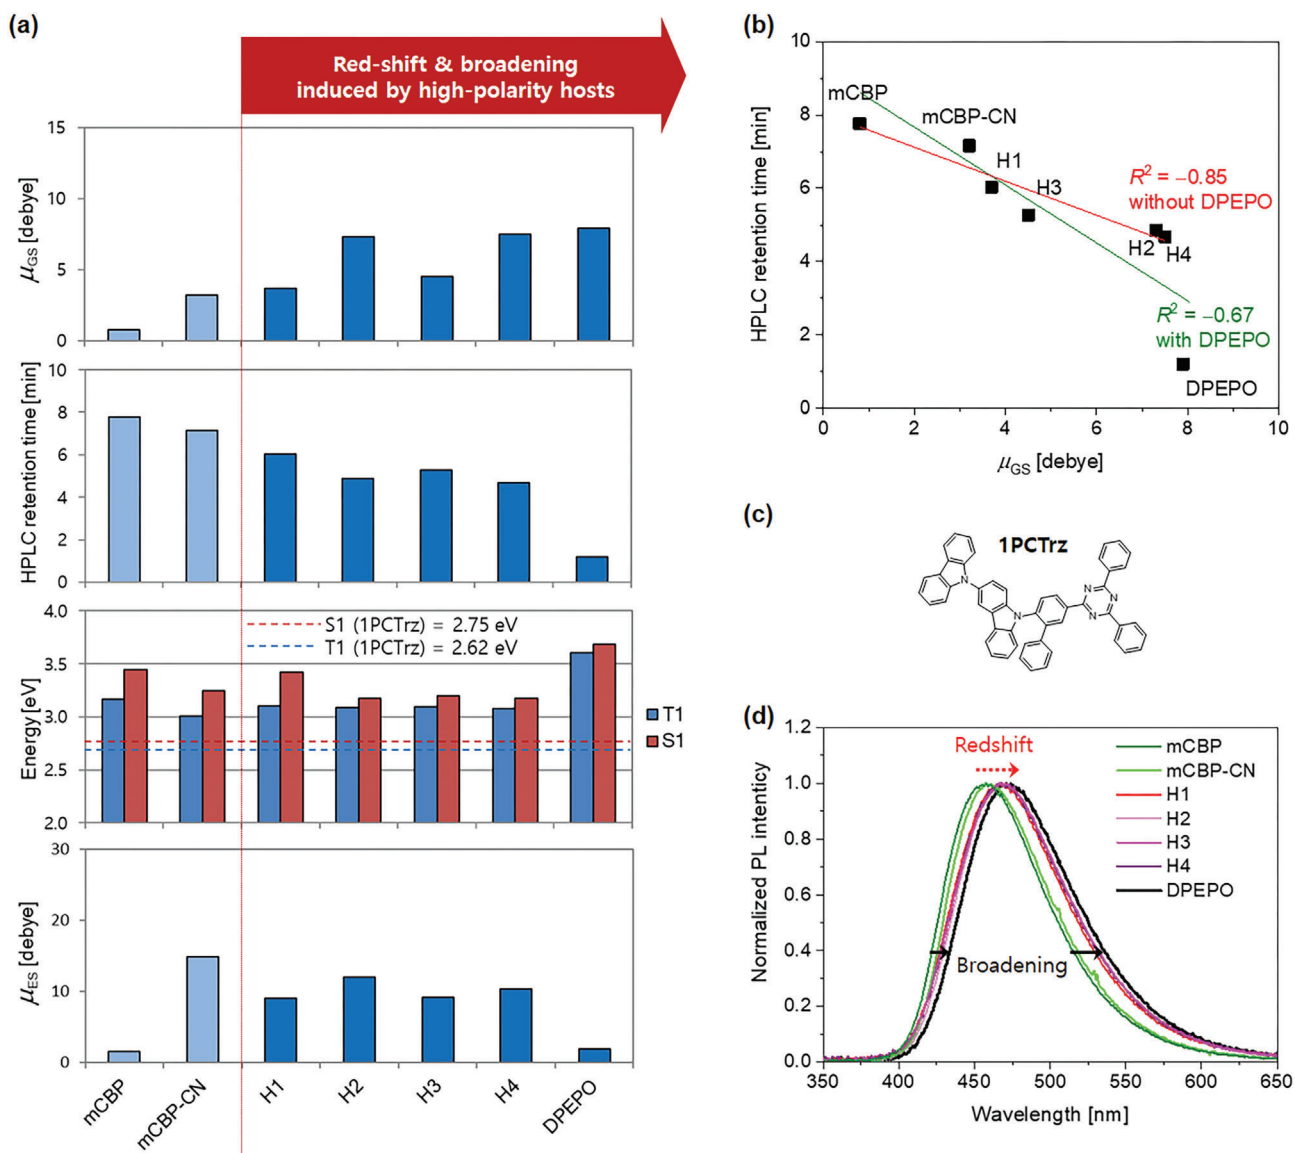 (a)
Red-shift & broadening
induced by high-polarity hosts
μGS [debye]
15
10
5
0
HPLC retention time [min]
10
8
6
4
2
0
Energy [eV]
4.0
3.5
3.0
2.5
2.0
S1 (1PCTrz) = 2.75 eV
T1 (1PCTrz) = 2.62 eV
T1
S1
μES [debye]
30
20
10
0
mCBP
mCBP-CN
H1
H2
H3
H4
DPEPO
(b)
HPLC retention time [min]
10
8
6
4
2
0
mCBP
mCBP-CN
H1
H3
R² = −0.85
without DPEPO
H2
H4
R² = −0.67
with DPEPO
DPEPO
0
2
4
6
8
10
μGS [debye]
(c)
1PCTrz
N
N
N
N
N
(d)
Normalized PL intenticy
1.2
1.0
0.8
0.6
0.4
0.2
0.0
Redshift
Broadening
mCBP
mCBP-CN
H1
H2
H3
H4
DPEPO
350
400
450
500
550
600
650
Wavelength [nm]